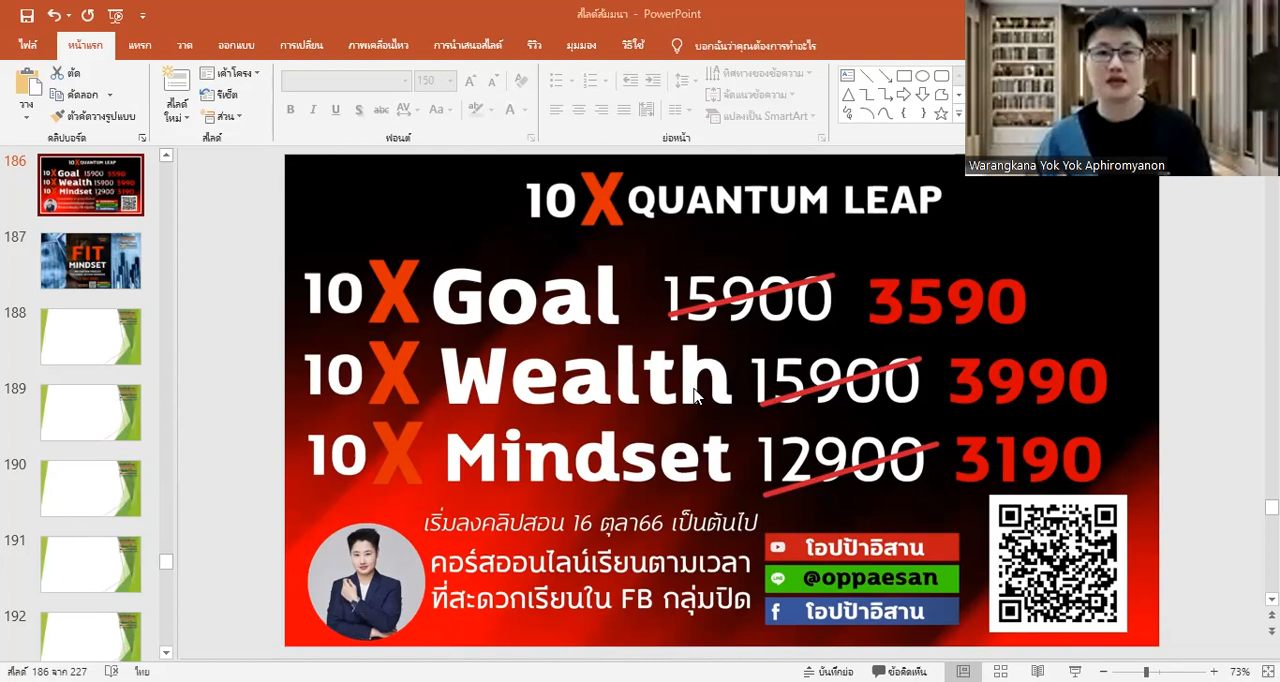 สไลด์สัมมนา - PowerPoint
ไฟล์ หน้าแรก แทรก วาด ออกแบบ การเปลี่ยน ภาพเคลื่อนไหว การนำเสนอสไลด์ รีวิว มุมมอง วิธีใช้ บอกฉันว่าคุณต้องการทำอะไร
วาง
ตัด
คัดลอก
ตัวคัดวางรูปแบบ
คลิปบอร์ด
สไลด์
ใหม่
เค้าโครง
รีเซ็ต
ส่วน
สไลด์
150
B I U S abc AV Aa A
ฟอนต์
ทิศทางของข้อความ
จัดแนวข้อความ
แปลงเป็น SmartArt
ย่อหน้า
Warangkana Yok Yok Aphiromyanon
186
187
188
189
190
191
192
FIT
MINDSET
10X QUANTUM LEAP
10X Goal 15900 3590
10X Wealth 15900 3990
10X Mindset 12900 3190
เริ่มลงคลิปสอน 16 ตุลา66 เป็นต้นไป
คอร์สออนไลน์เรียนตามเวลา
ที่สะดวกเรียนใน FB กลุ่มปิด
โอปป้าอิสาน
@oppaesan
โอปป้าอิสาน
สไลด์ 186 จาก 227 ไทย บันทึกย่อ ข้อคิดเห็น 73%